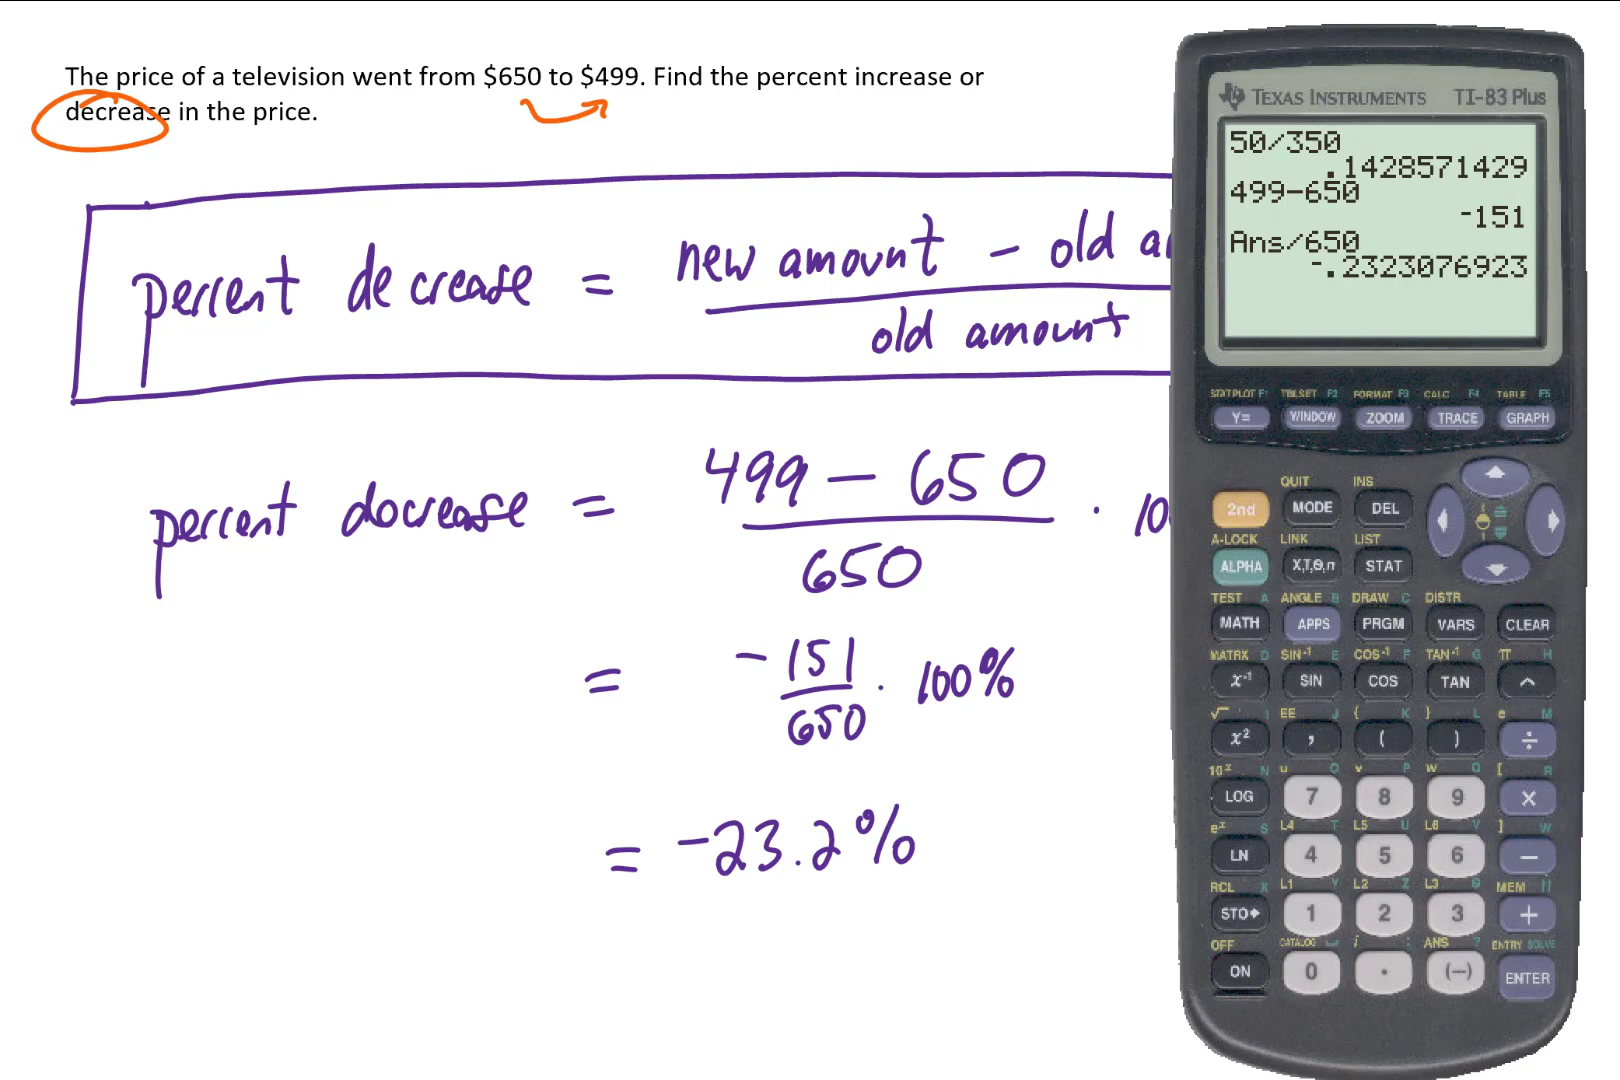 The price of a television went from $650 to $499. Find the percent increase or
decrease in the price.
percent decrease = new amount - old a
old amount
percent decrease = 499 - 650 · 10
650
= -151 · 100%
650
= -23.2%
TEXAS INSTRUMENTS TI-83 Plus
50/350
.1428571429
499-650
-151
Ans/650
-.2323076923
STAT PLOT F1 TBLSET F2 FORMAT F3 CALC F4 TABLE F5
Y= WINDOW ZOOM TRACE GRAPH
QUIT INS
2nd MODE DEL
A-LOCK LINK LIST
ALPHA X,T,Θ,n STAT
TEST A ANGLE B DRAW C DISTR
MATH APPS PRGM VARS CLEAR
MATRX D SIN⁻¹ E COS⁻¹ F TAN⁻¹ G π H
x⁻¹ SIN COS TAN ^
√ I EE J { K } L e M
x² , ( ) ÷
10ˣ N u O v P w Q [ R
LOG 7 8 9 ×
eˣ S L4 T L5 U L6 V ] W
LN 4 5 6 −
RCL X L1 Y L2 Z L3 θ MEM "
STO▸ 1 2 3 +
OFF CATALOG i : ANS ? ENTRY SOLVE
ON 0 . (−) ENTER